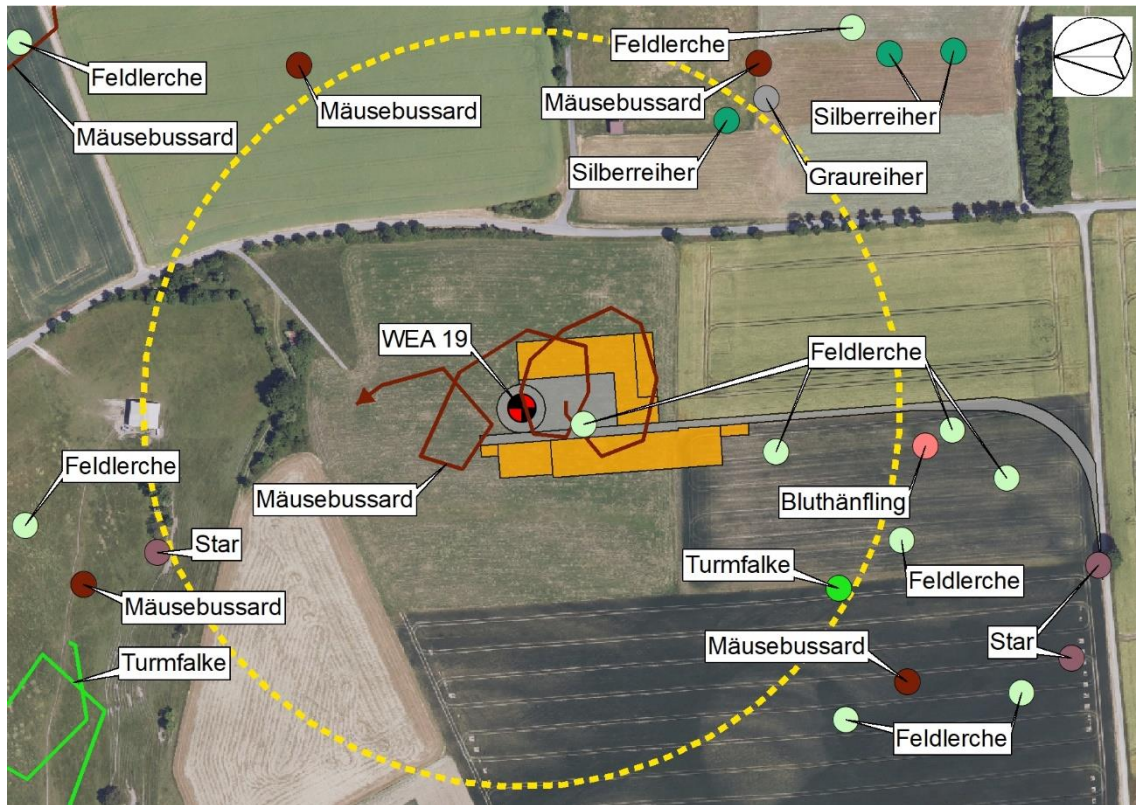 Feldlerche
Feldlerche
Mäusebussard
Mäusebussard
Mäusebussard
Silberreiher
Mäusebussard
Silberreiher
Graureiher
WEA 19
Feldlerche
Feldlerche
Mäusebussard
Bluthänfling
Star
Turmfalke
Feldlerche
Mäusebussard
Star
Turmfalke
Mäusebussard
Feldlerche